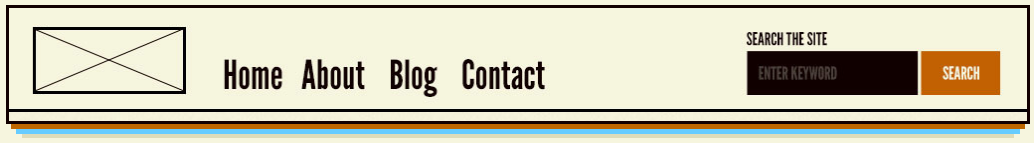 Home About Blog Contact
SEARCH THE SITE
ENTER KEYWORD
SEARCH